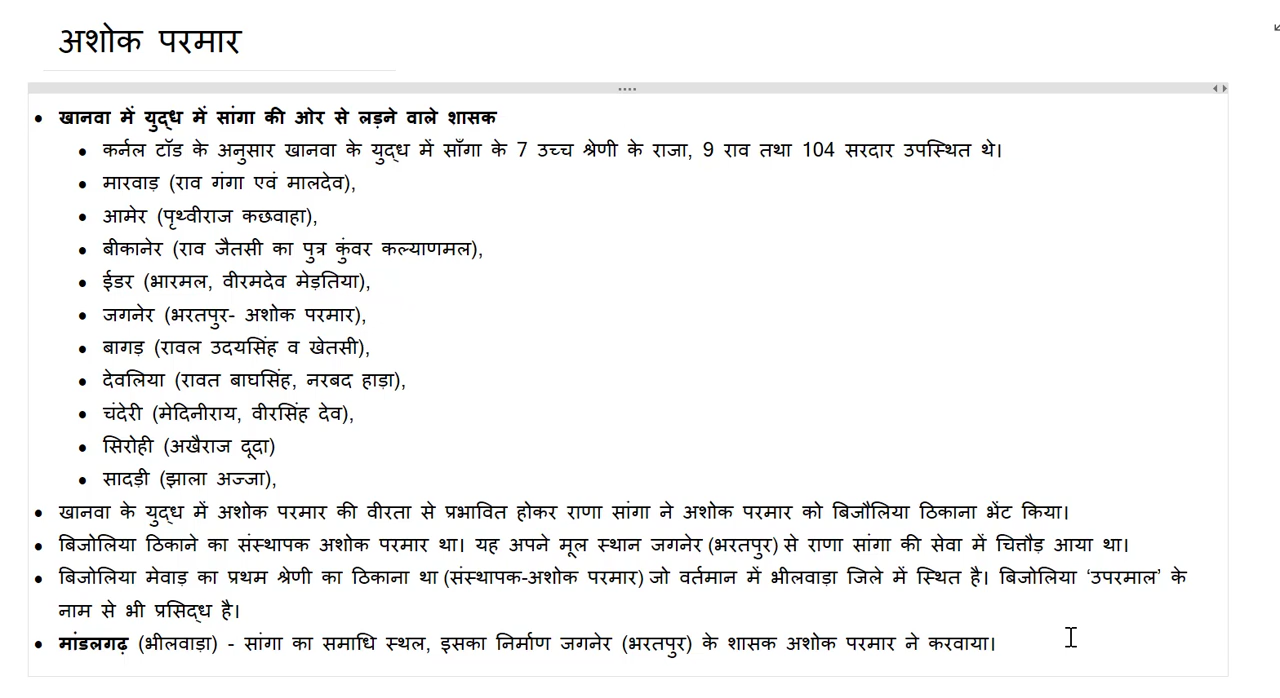 अशोक परमार
• खानवा में युद्ध में सांगा की ओर से लड़ने वाले शासक
• कर्नल टॉड के अनुसार खानवा के युद्ध में साँगा के 7 उच्च श्रेणी के राजा, 9 राव तथा 104 सरदार उपस्थित थे।
• मारवाड़ (राव गंगा एवं मालदेव),
• आमेर (पृथ्वीराज कछवाहा),
• बीकानेर (राव जैतसी का पुत्र कुंवर कल्याणमल),
• ईडर (भारमल, वीरमदेव मेड़तिया),
• जगनेर (भरतपुर- अशोक परमार),
• बागड़ (रावल उदयसिंह व खेतसी),
• देवलिया (रावत बाघसिंह, नरबद हाड़ा),
• चंदेरी (मेदिनीराय, वीरसिंह देव),
• सिरोही (अखैराज दूदा)
• सादड़ी (झाला अज्जा),
• खानवा के युद्ध में अशोक परमार की वीरता से प्रभावित होकर राणा सांगा ने अशोक परमार को बिजौलिया ठिकाना भेंट किया।
• बिजोलिया ठिकाने का संस्थापक अशोक परमार था। यह अपने मूल स्थान जगनेर (भरतपुर) से राणा सांगा की सेवा में चित्तौड़ आया था।
• बिजोलिया मेवाड़ का प्रथम श्रेणी का ठिकाना था (संस्थापक-अशोक परमार) जो वर्तमान में भीलवाड़ा जिले में स्थित है। बिजोलिया ‘उपरमाल’ के
नाम से भी प्रसिद्ध है।
• मांडलगढ़ (भीलवाड़ा) - सांगा का समाधि स्थल, इसका निर्माण जगनेर (भरतपुर) के शासक अशोक परमार ने करवाया।